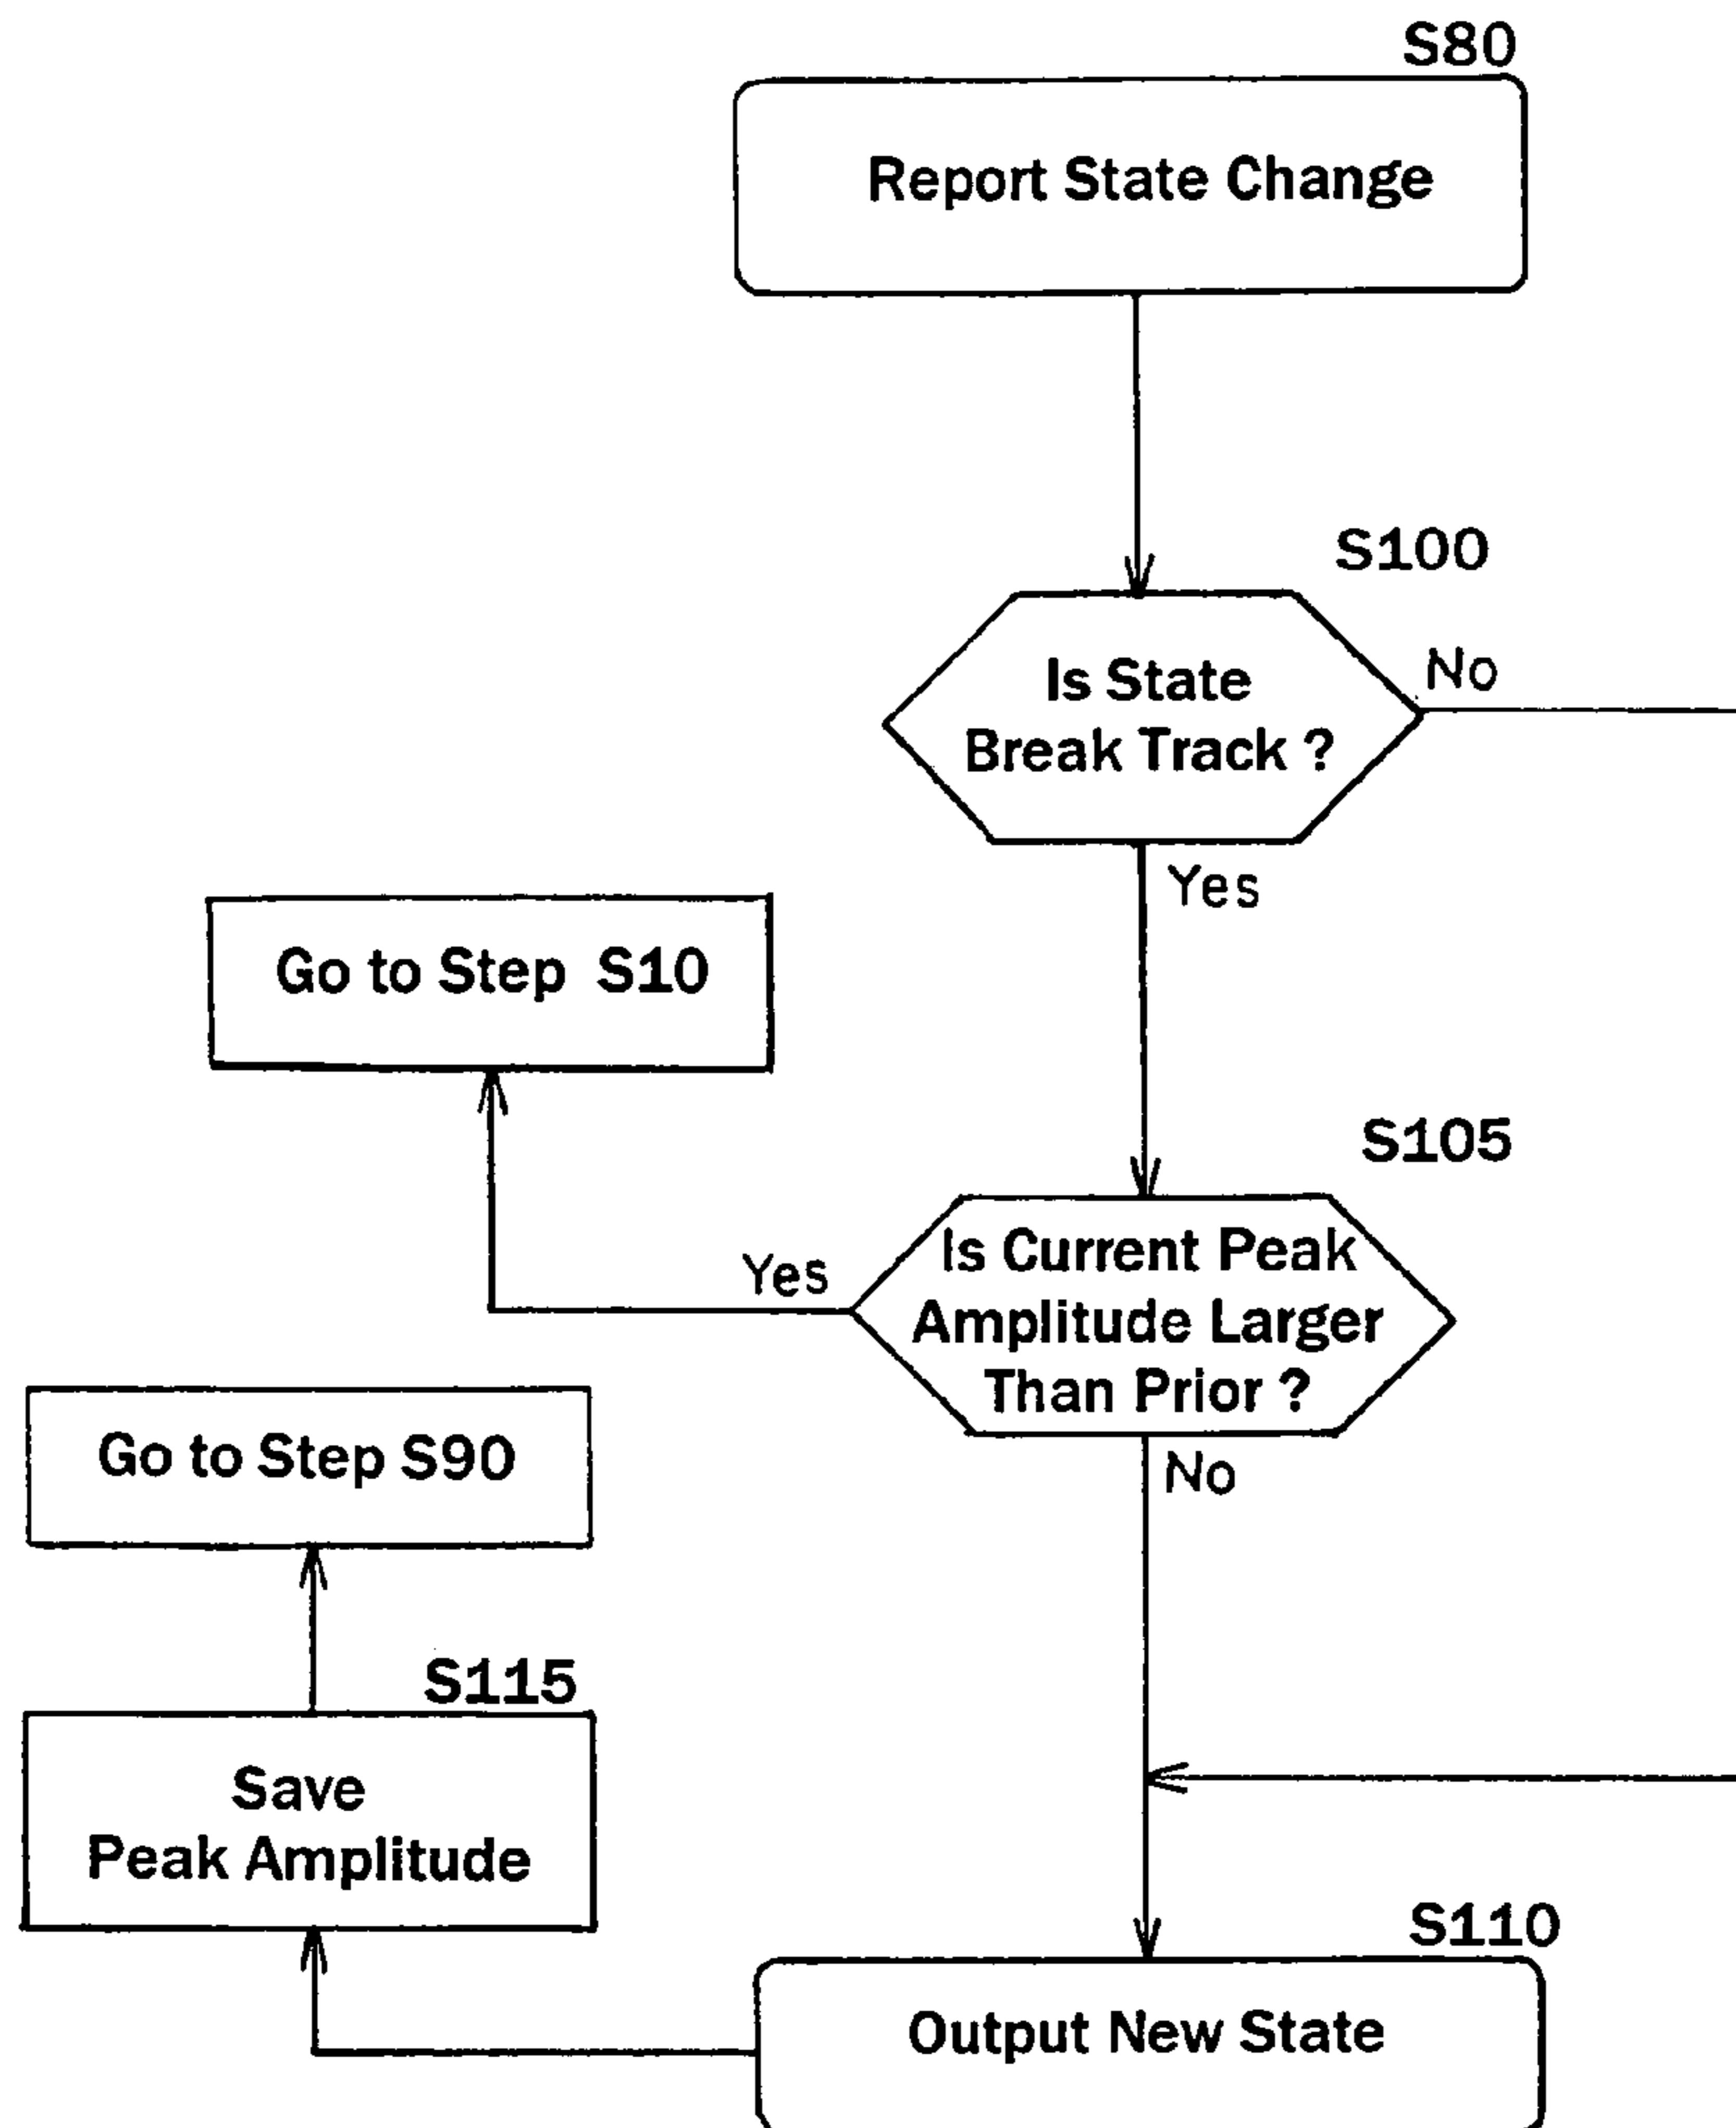 S80
Report State Change
S100
Is State
Break Track ?
No
Yes
Go to Step S10
S105
Is Current Peak
Amplitude Larger
Than Prior ?
Yes
No
Go to Step S90
S115
Save
Peak Amplitude
S110
Output New State